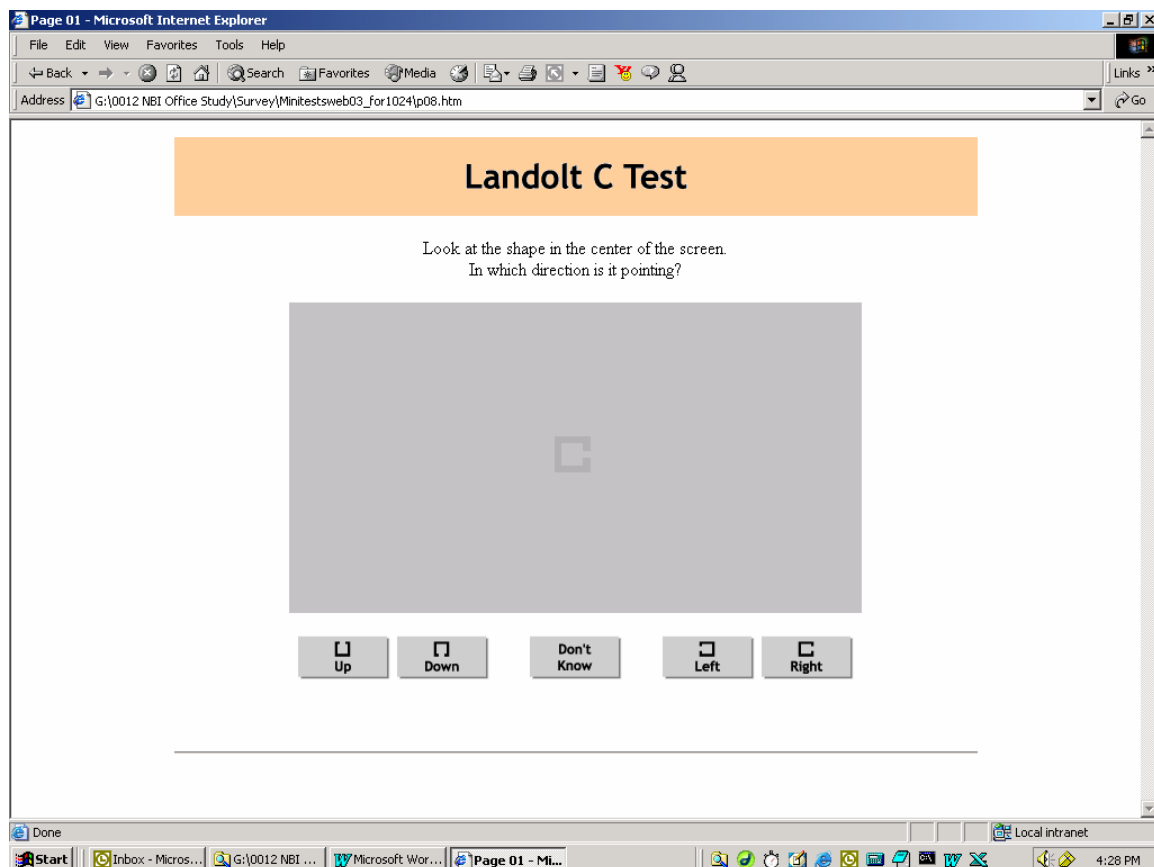 Page 01 - Microsoft Internet Explorer
File Edit View Favorites Tools Help
Back Search Favorites Media Links »
Address G:\0012 NBI Office Study\Survey\Minitestsweb03_for1024\p08.htm Go
Landolt C Test
Look at the shape in the center of the screen.
In which direction is it pointing?
Up Down Don't Know Left Right
Done Local intranet
Start Inbox - Micros... G:\0012 NBI ... Microsoft Wor... Page 01 - Mi... 4:28 PM